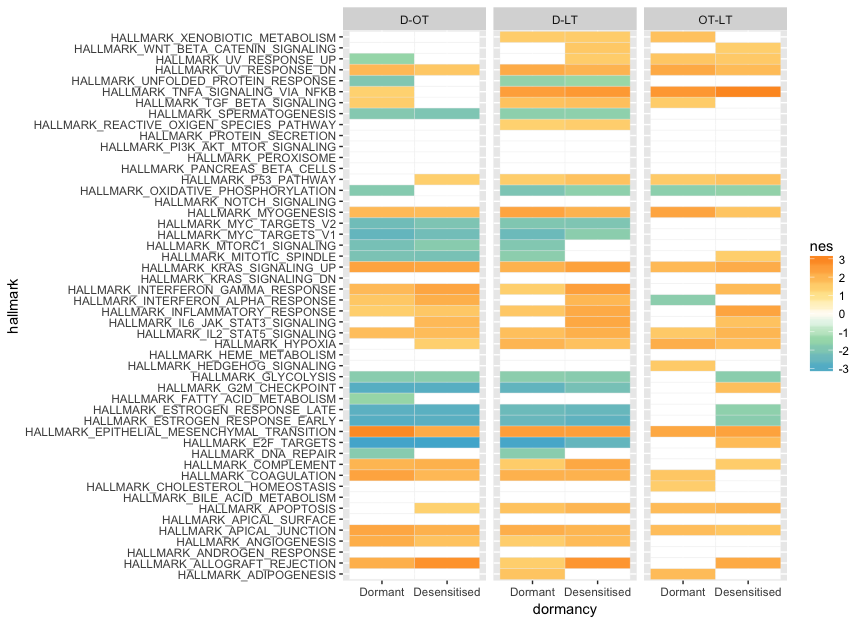 D-OT D-LT OT-LT
HALLMARK_XENOBIOTIC_METABOLISM
HALLMARK_WNT_BETA_CATENIN_SIGNALING
HALLMARK_UV_RESPONSE_UP
HALLMARK_UV_RESPONSE_DN
HALLMARK_UNFOLDED_PROTEIN_RESPONSE
HALLMARK_TNFA_SIGNALING_VIA_NFKB
HALLMARK_TGF_BETA_SIGNALING
HALLMARK_SPERMATOGENESIS
HALLMARK_REACTIVE_OXIGEN_SPECIES_PATHWAY
HALLMARK_PROTEIN_SECRETION
HALLMARK_PI3K_AKT_MTOR_SIGNALING
HALLMARK_PEROXISOME
HALLMARK_PANCREAS_BETA_CELLS
HALLMARK_P53_PATHWAY
HALLMARK_OXIDATIVE_PHOSPHORYLATION
HALLMARK_NOTCH_SIGNALING
HALLMARK_MYOGENESIS
HALLMARK_MYC_TARGETS_V2
HALLMARK_MYC_TARGETS_V1
HALLMARK_MTORC1_SIGNALING
HALLMARK_MITOTIC_SPINDLE
HALLMARK_KRAS_SIGNALING_UP
HALLMARK_KRAS_SIGNALING_DN
HALLMARK_INTERFERON_GAMMA_RESPONSE
HALLMARK_INTERFERON_ALPHA_RESPONSE
HALLMARK_INFLAMMATORY_RESPONSE
HALLMARK_IL6_JAK_STAT3_SIGNALING
HALLMARK_IL2_STAT5_SIGNALING
HALLMARK_HYPOXIA
HALLMARK_HEME_METABOLISM
HALLMARK_HEDGEHOG_SIGNALING
HALLMARK_GLYCOLYSIS
HALLMARK_G2M_CHECKPOINT
HALLMARK_FATTY_ACID_METABOLISM
HALLMARK_ESTROGEN_RESPONSE_LATE
HALLMARK_ESTROGEN_RESPONSE_EARLY
HALLMARK_EPITHELIAL_MESENCHYMAL_TRANSITION
HALLMARK_E2F_TARGETS
HALLMARK_DNA_REPAIR
HALLMARK_COMPLEMENT
HALLMARK_COAGULATION
HALLMARK_CHOLESTEROL_HOMEOSTASIS
HALLMARK_BILE_ACID_METABOLISM
HALLMARK_APOPTOSIS
HALLMARK_APICAL_SURFACE
HALLMARK_APICAL_JUNCTION
HALLMARK_ANGIOGENESIS
HALLMARK_ANDROGEN_RESPONSE
HALLMARK_ALLOGRAFT_REJECTION
HALLMARK_ADIPOGENESIS
hallmark
Dormant Desensitised Dormant Desensitised Dormant Desensitised
dormancy
nes
3
2
1
0
-1
-2
-3